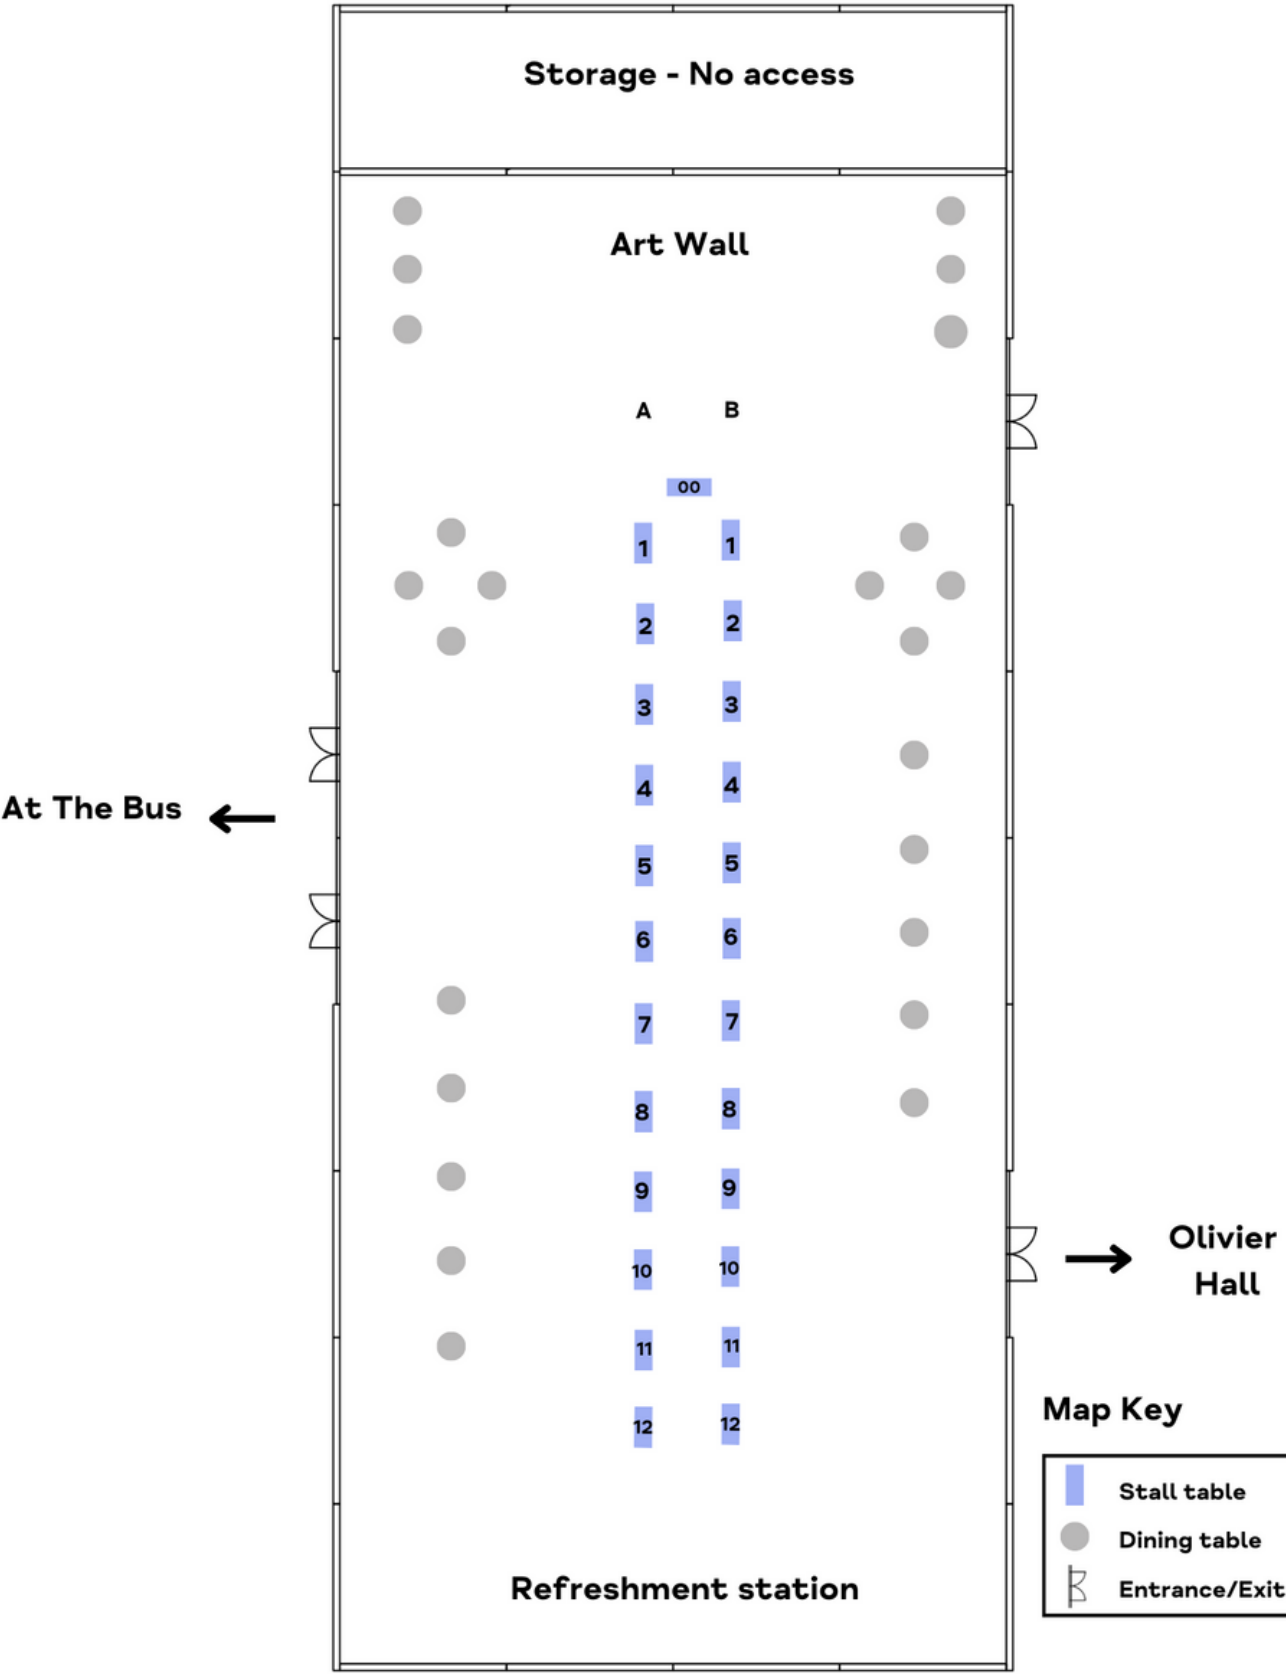 Storage - No access
Art Wall
A B
00
1 1
2 2
3 3
4 4
At The Bus
5 5
6 6
7 7
8 8
9 9
10 10
Olivier
Hall
11 11
12 12
Map Key
Stall table
Dining table
Entrance/Exit
Refreshment station